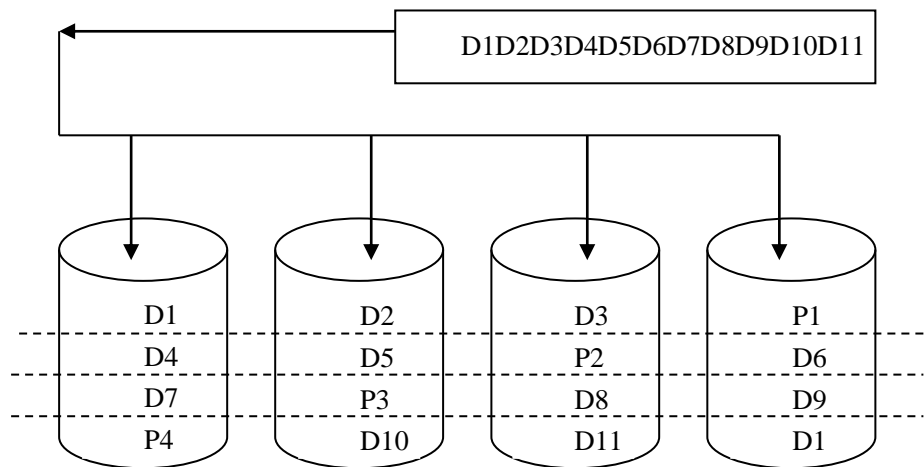 D1D2D3D4D5D6D7D8D9D10D11
D1 D2 D3 P1
D4 D5 P2 D6
D7 P3 D8 D9
P4 D10 D11 D1